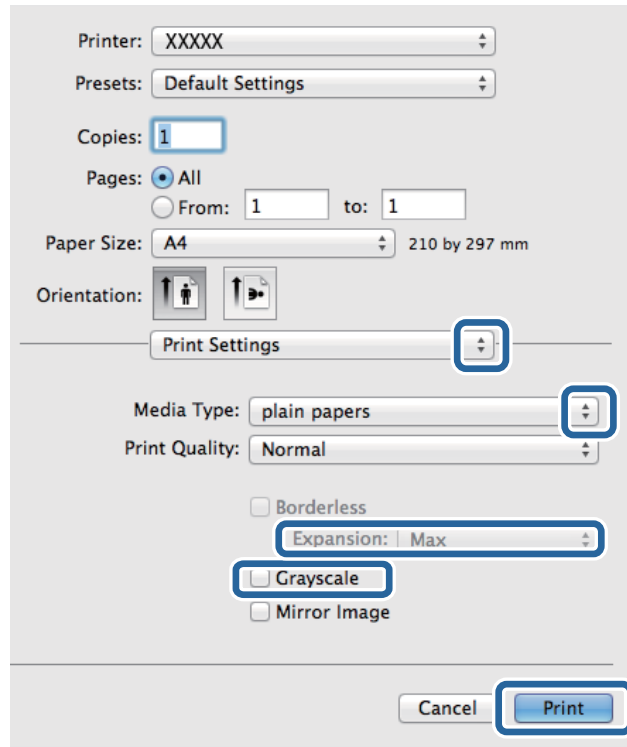 Printer: XXXXX
Presets: Default Settings
Copies: 1
Pages: All
From: 1 to: 1
Paper Size: A4 210 by 297 mm
Orientation:
Print Settings
Media Type: plain papers
Print Quality: Normal
Borderless
Expansion: Max
Grayscale
Mirror Image
Cancel Print